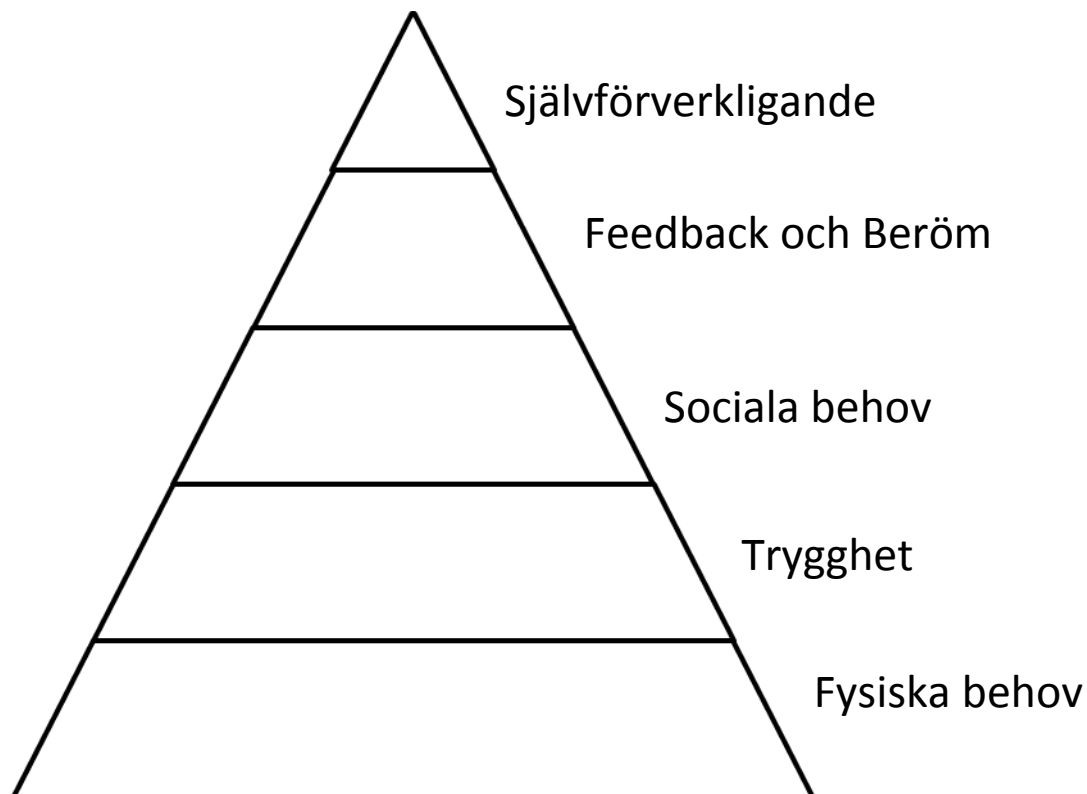 Självförverkligande
Feedback och Beröm
Sociala behov
Trygghet
Fysiska behov